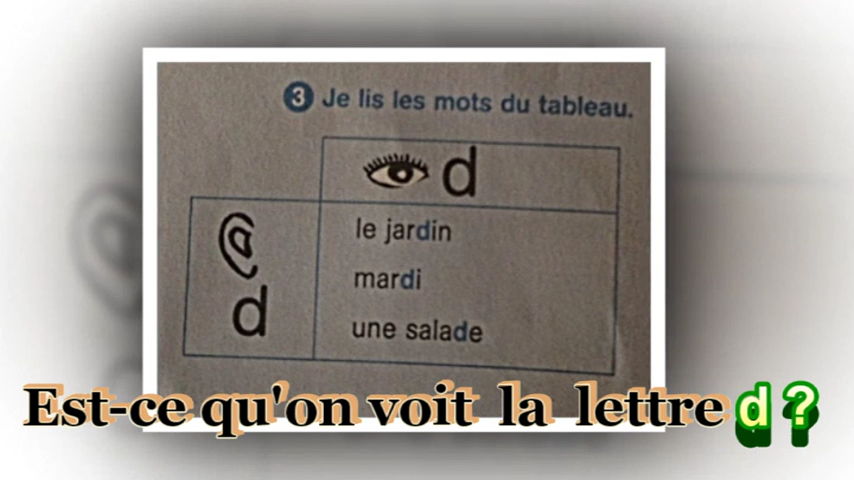 3 Je lis les mots du tableau.
d
le jardin
d
mardi
une salade
Est-ce qu'on voit la lettre d ?